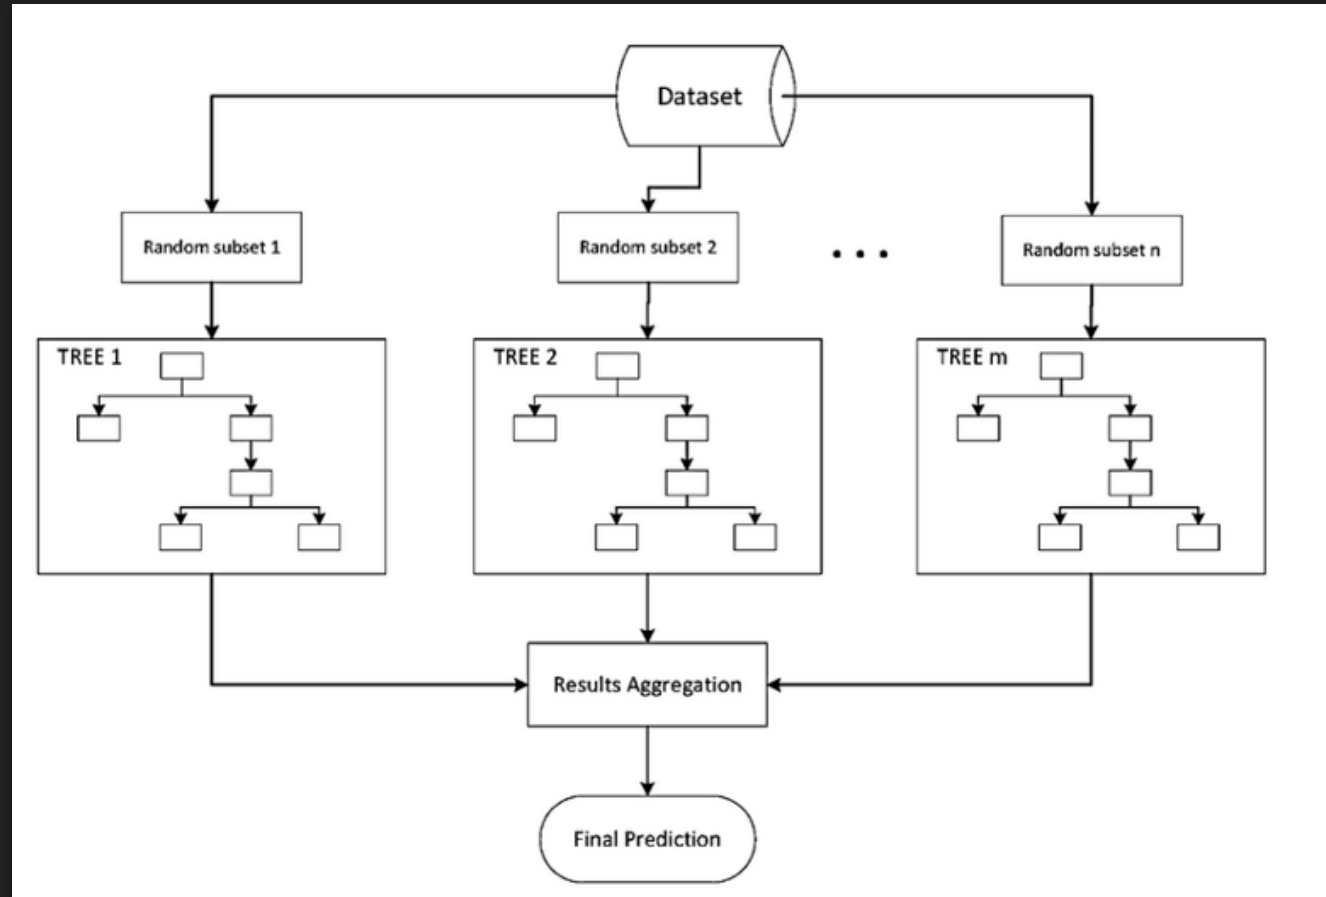 Dataset
Random subset 1
Random subset 2
. . .
Random subset n
TREE 1
TREE 2
TREE m
Results Aggregation
Final Prediction